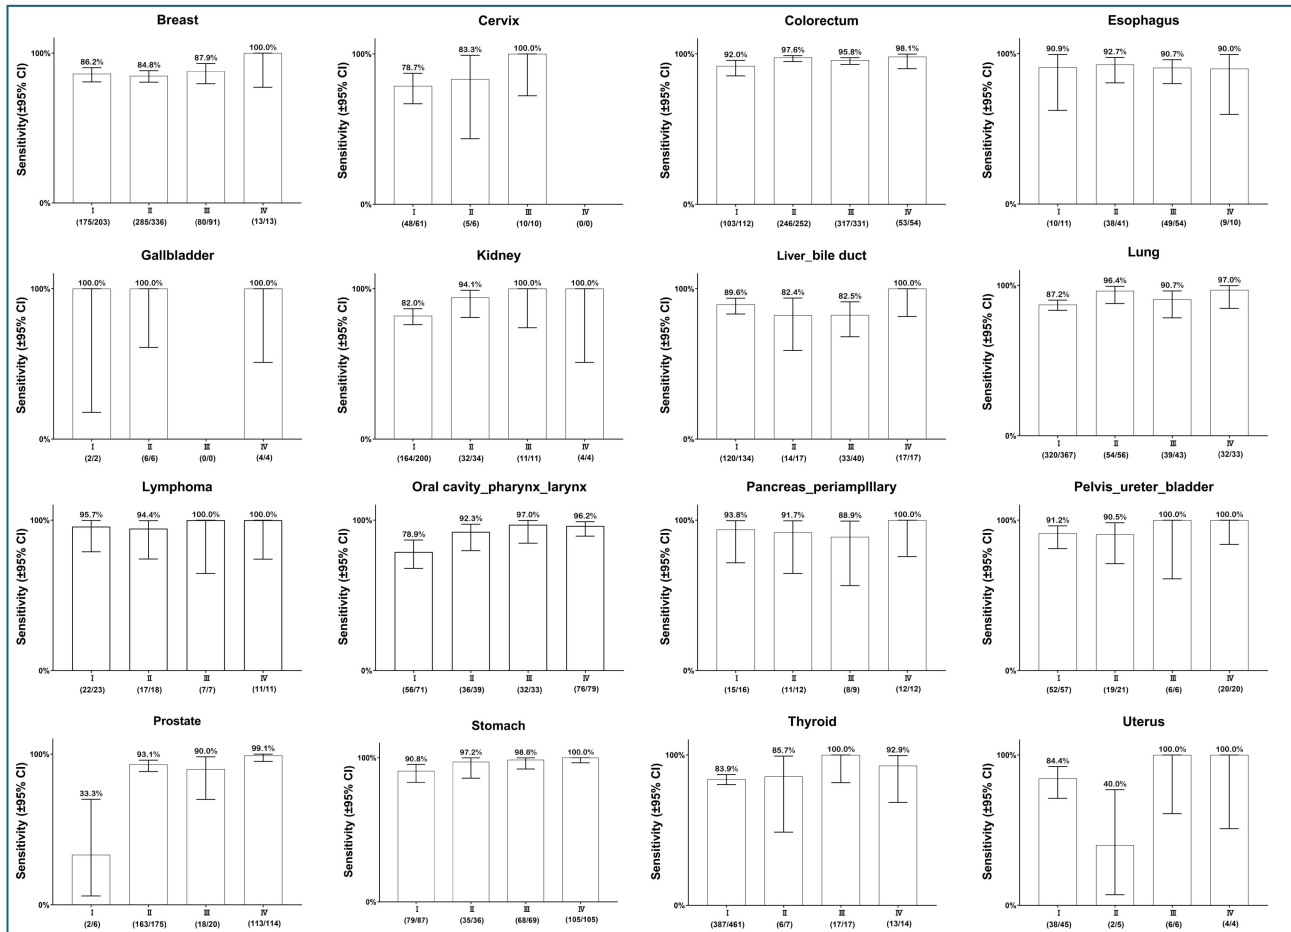 Breast
Sensitivity(±95% CI)
100%
0%
86.2% 84.8% 87.9% 100.0%
Ⅰ Ⅱ Ⅲ Ⅳ
(175/203) (285/336) (80/91) (13/13)
Cervix
Sensitivity (±95% CI)
100%
0%
78.7% 83.3% 100.0%
Ⅰ Ⅱ Ⅲ Ⅳ
(48/61) (5/6) (10/10) (0/0)
Colorectum
Sensitivity (±95% CI)
100%
0%
92.0% 97.6% 95.8% 98.1%
Ⅰ Ⅱ Ⅲ Ⅳ
(103/112) (246/252) (317/331) (53/54)
Esophagus
Sensitivity (±95% CI)
100%
0%
90.9% 92.7% 90.7% 90.0%
Ⅰ Ⅱ Ⅲ Ⅳ
(10/11) (38/41) (49/54) (9/10)
Gallbladder
Sensitivity (±95% CI)
100%
0%
100.0% 100.0% 100.0%
Ⅰ Ⅱ Ⅲ Ⅳ
(2/2) (6/6) (0/0) (4/4)
Kidney
Sensitivity (±95% CI)
100%
0%
82.0% 94.1% 100.0% 100.0%
Ⅰ Ⅱ Ⅲ Ⅳ
(164/200) (32/34) (11/11) (4/4)
Liver_bile duct
Sensitivity (±95% CI)
100%
0%
89.6% 82.4% 82.5% 100.0%
Ⅰ Ⅱ Ⅲ Ⅳ
(120/134) (14/17) (33/40) (17/17)
Lung
Sensitivity (±95% CI)
100%
0%
87.2% 96.4% 90.7% 97.0%
Ⅰ Ⅱ Ⅲ Ⅳ
(320/367) (54/56) (39/43) (32/33)
Lymphoma
Sensitivity (±95% CI)
100%
0%
95.7% 94.4% 100.0% 100.0%
Ⅰ Ⅱ Ⅲ Ⅳ
(22/23) (17/18) (7/7) (11/11)
Oral cavity_pharynx_larynx
Sensitivity (±95% CI)
100%
0%
78.9% 92.3% 97.0% 96.2%
Ⅰ Ⅱ Ⅲ Ⅳ
(56/71) (36/39) (32/33) (76/79)
Pancreas_periamplllary
Sensitivity (±95% CI)
100%
0%
93.8% 91.7% 88.9% 100.0%
Ⅰ Ⅱ Ⅲ Ⅳ
(15/16) (11/12) (8/9) (12/12)
Pelvis_ureter_bladder
Sensitivity (±95% CI)
100%
0%
91.2% 90.5% 100.0% 100.0%
Ⅰ Ⅱ Ⅲ Ⅳ
(52/57) (19/21) (6/6) (20/20)
Prostate
Sensitivity (±95% CI)
100%
0%
33.3% 93.1% 90.0% 99.1%
Ⅰ Ⅱ Ⅲ Ⅳ
(2/6) (163/175) (18/20) (113/114)
Stomach
Sensitivity (±95% CI)
100%
0%
90.8% 97.2% 98.6% 100.0%
Ⅰ Ⅱ Ⅲ Ⅳ
(79/87) (35/36) (68/69) (105/105)
Thyroid
Sensitivity (±95% CI)
100%
0%
83.9% 85.7% 100.0% 92.9%
Ⅰ Ⅱ Ⅲ Ⅳ
(387/461) (6/7) (17/17) (13/14)
Uterus
Sensitivity (±95% CI)
100%
0%
84.4% 40.0% 100.0% 100.0%
Ⅰ Ⅱ Ⅲ Ⅳ
(38/45) (2/5) (6/6) (4/4)